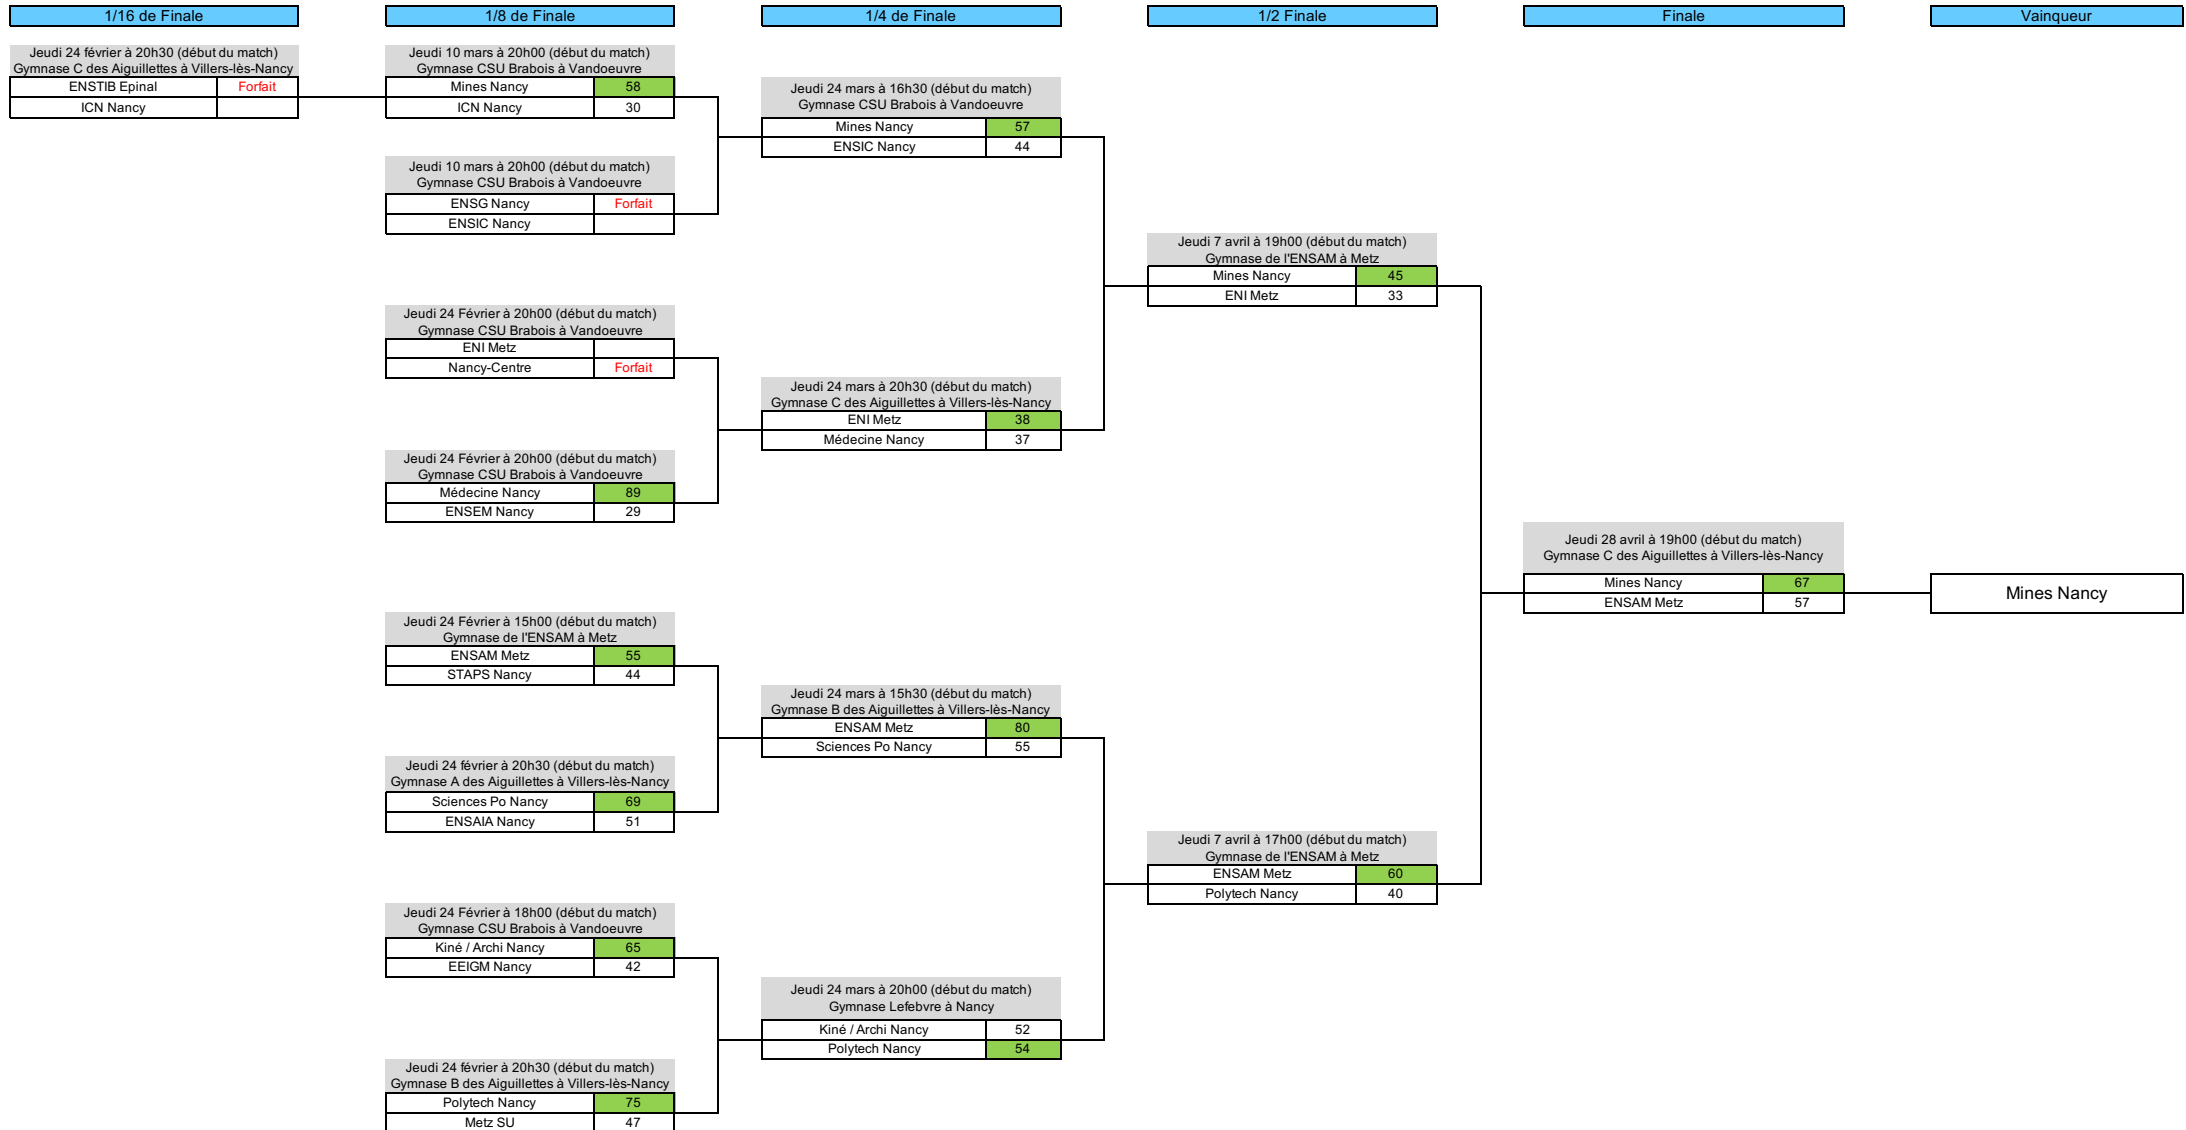 1/16 de Finale
1/8 de Finale
1/4 de Finale
1/2 Finale
Finale
Vainqueur
Jeudi 24 février à 20h30 (début du match)
Gymnase C des Aiguillettes à Villers-lès-Nancy
ENSTIB Epinal Forfait
ICN Nancy
Jeudi 10 mars à 20h00 (début du match)
Gymnase CSU Brabois à Vandoeuvre
Mines Nancy 58
ICN Nancy 30
Jeudi 10 mars à 20h00 (début du match)
Gymnase CSU Brabois à Vandoeuvre
ENSG Nancy Forfait
ENSIC Nancy
Jeudi 24 Février à 20h00 (début du match)
Gymnase CSU Brabois à Vandoeuvre
ENI Metz
Nancy-Centre Forfait
Jeudi 24 Février à 20h00 (début du match)
Gymnase CSU Brabois à Vandoeuvre
Médecine Nancy 89
ENSEM Nancy 29
Jeudi 24 Février à 15h00 (début du match)
Gymnase de l'ENSAM à Metz
ENSAM Metz 55
STAPS Nancy 44
Jeudi 24 février à 20h30 (début du match)
Gymnase A des Aiguillettes à Villers-lès-Nancy
Sciences Po Nancy 69
ENSAIA Nancy 51
Jeudi 24 Février à 18h00 (début du match)
Gymnase CSU Brabois à Vandoeuvre
Kiné / Archi Nancy 65
EEIGM Nancy 42
Jeudi 24 février à 20h30 (début du match)
Gymnase B des Aiguillettes à Villers-lès-Nancy
Polytech Nancy 75
Metz SU 47
Jeudi 24 mars à 16h30 (début du match)
Gymnase CSU Brabois à Vandoeuvre
Mines Nancy 57
ENSIC Nancy 44
Jeudi 24 mars à 20h30 (début du match)
Gymnase C des Aiguillettes à Villers-lès-Nancy
ENI Metz 38
Médecine Nancy 37
Jeudi 24 mars à 15h30 (début du match)
Gymnase B des Aiguillettes à Villers-lès-Nancy
ENSAM Metz 80
Sciences Po Nancy 55
Jeudi 24 mars à 20h00 (début du match)
Gymnase Lefebvre à Nancy
Kiné / Archi Nancy 52
Polytech Nancy 54
Jeudi 7 avril à 19h00 (début du match)
Gymnase de l'ENSAM à Metz
Mines Nancy 45
ENI Metz 33
Jeudi 7 avril à 17h00 (début du match)
Gymnase de l'ENSAM à Metz
ENSAM Metz 60
Polytech Nancy 40
Jeudi 28 avril à 19h00 (début du match)
Gymnase C des Aiguillettes à Villers-lès-Nancy
Mines Nancy 67
ENSAM Metz 57
Mines Nancy